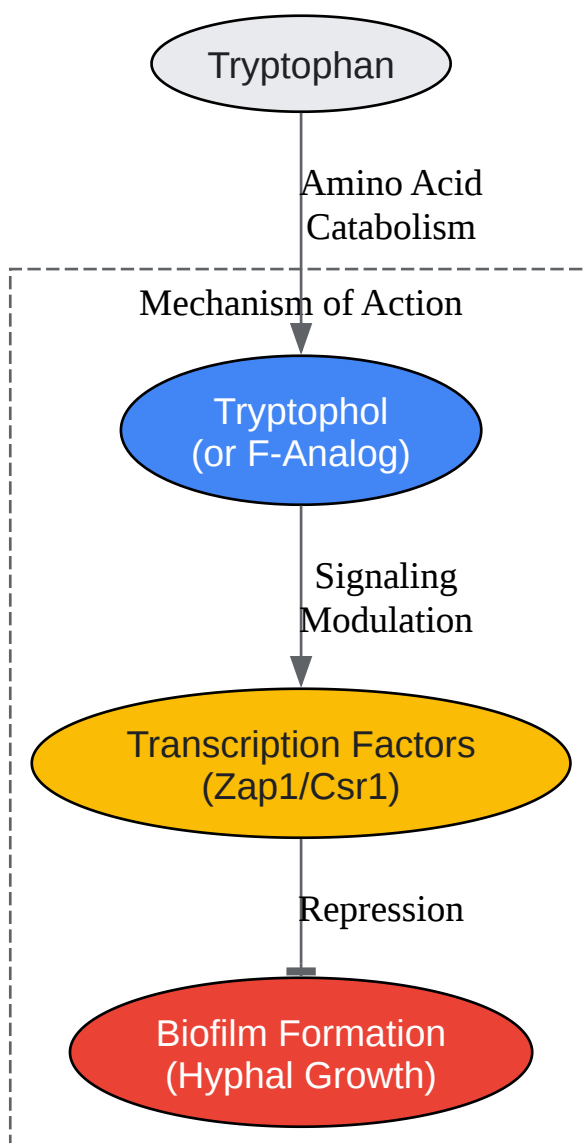 Tryptophan
Amino Acid
Catabolism
Mechanism of Action
Tryptophol
(or F-Analog)
Signaling
Modulation
Transcription Factors
(Zap1/Csr1)
Repression
Biofilm Formation
(Hyphal Growth)